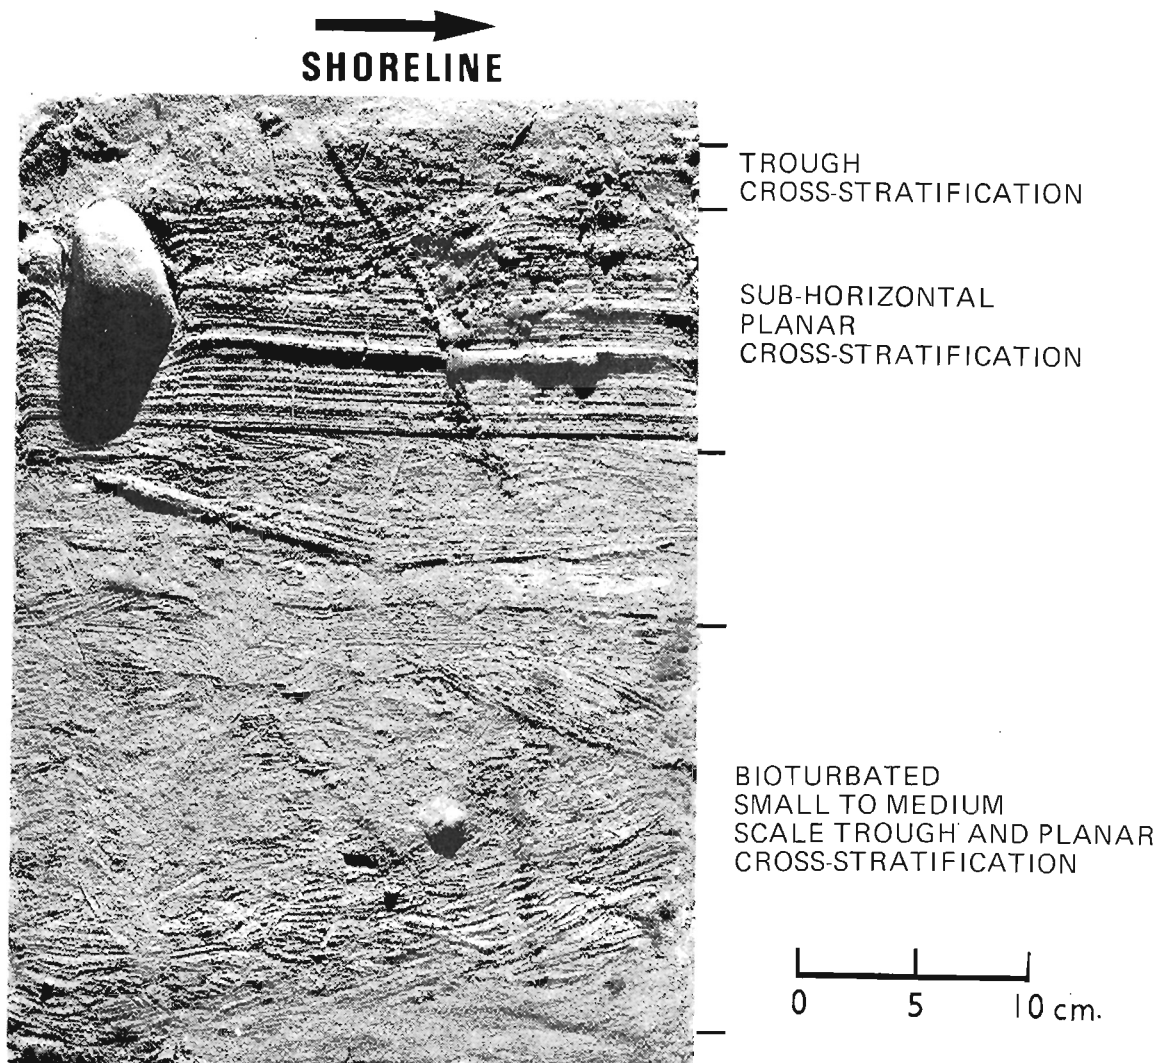 SHORELINE
TROUGH
CROSS-STRATIFICATION
SUB-HORIZONTAL
PLANAR
CROSS-STRATIFICATION
BIOTURBATED
SMALL TO MEDIUM
SCALE TROUGH AND PLANAR
CROSS-STRATIFICATION
0 5 10 cm.